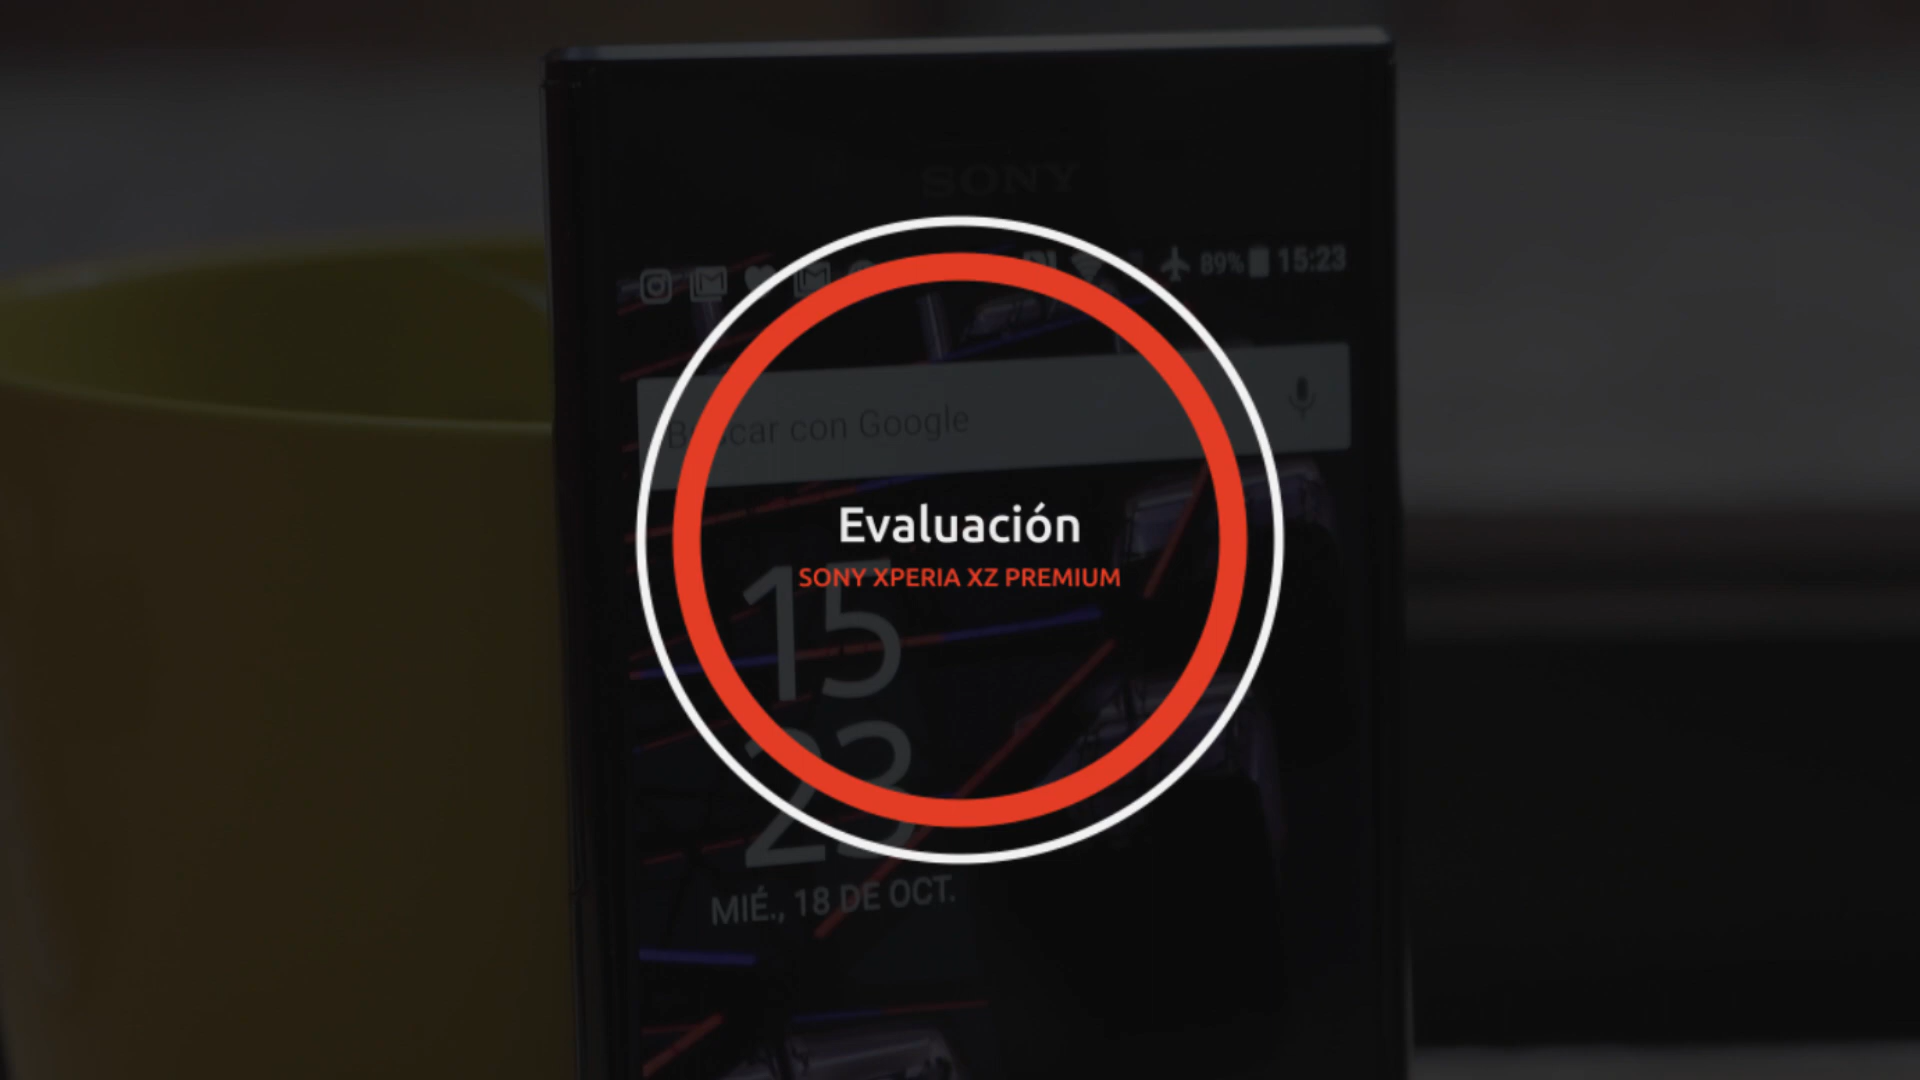 SONY
89% 15:23
Buscar con Google
Evaluación
SONY XPERIA XZ PREMIUM
15
23
MIÉ., 18 DE OCT.